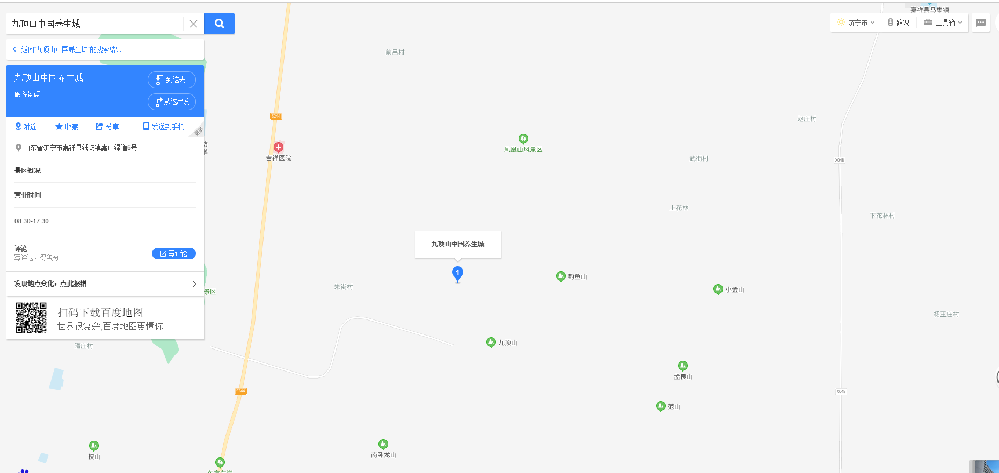 九顶山中国养生城
返回“九顶山中国养生城”的搜索结果
九顶山中国养生城
旅游景点
到这去
从这出发
附近
收藏
分享
发送到手机
山东省济宁市嘉祥县纸坊镇嘉山绿道6号
景区概况
营业时间
08:30-17:30
评论
写评论，得积分
写评论
发现地点变化，点此报错
扫码下载百度地图
世界很复杂,百度地图更懂你
嘉祥县马集镇
济宁市
路况
工具箱
前吕村
赵庄村
S244
凤凰山风景区
吉祥医院
武街村
X048
上花林
下花林村
九顶山中国养生城
1
钓鱼山
朱街村
小金山
景区
杨王庄村
九顶山
隋庄村
孟良山
S244
X048
范山
挟山
南卧龙山